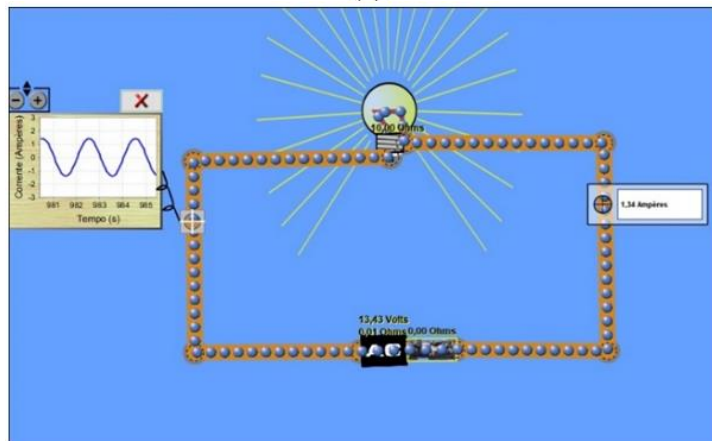 10,00 Ohms
Corrente (Ampères)
3
2
1
0
-1
-2
-3
981 982 983 984 985
Tempo (s)
1,34 Ampères
13,43 Volts
0,01 Ohms 0,00 Ohms
AC